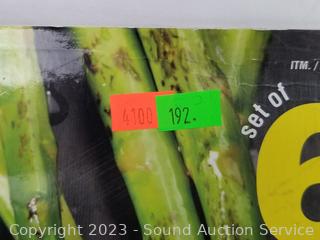 ITM. /
4100 192.
set of
6
Copyright 2023 - Sound Auction Service